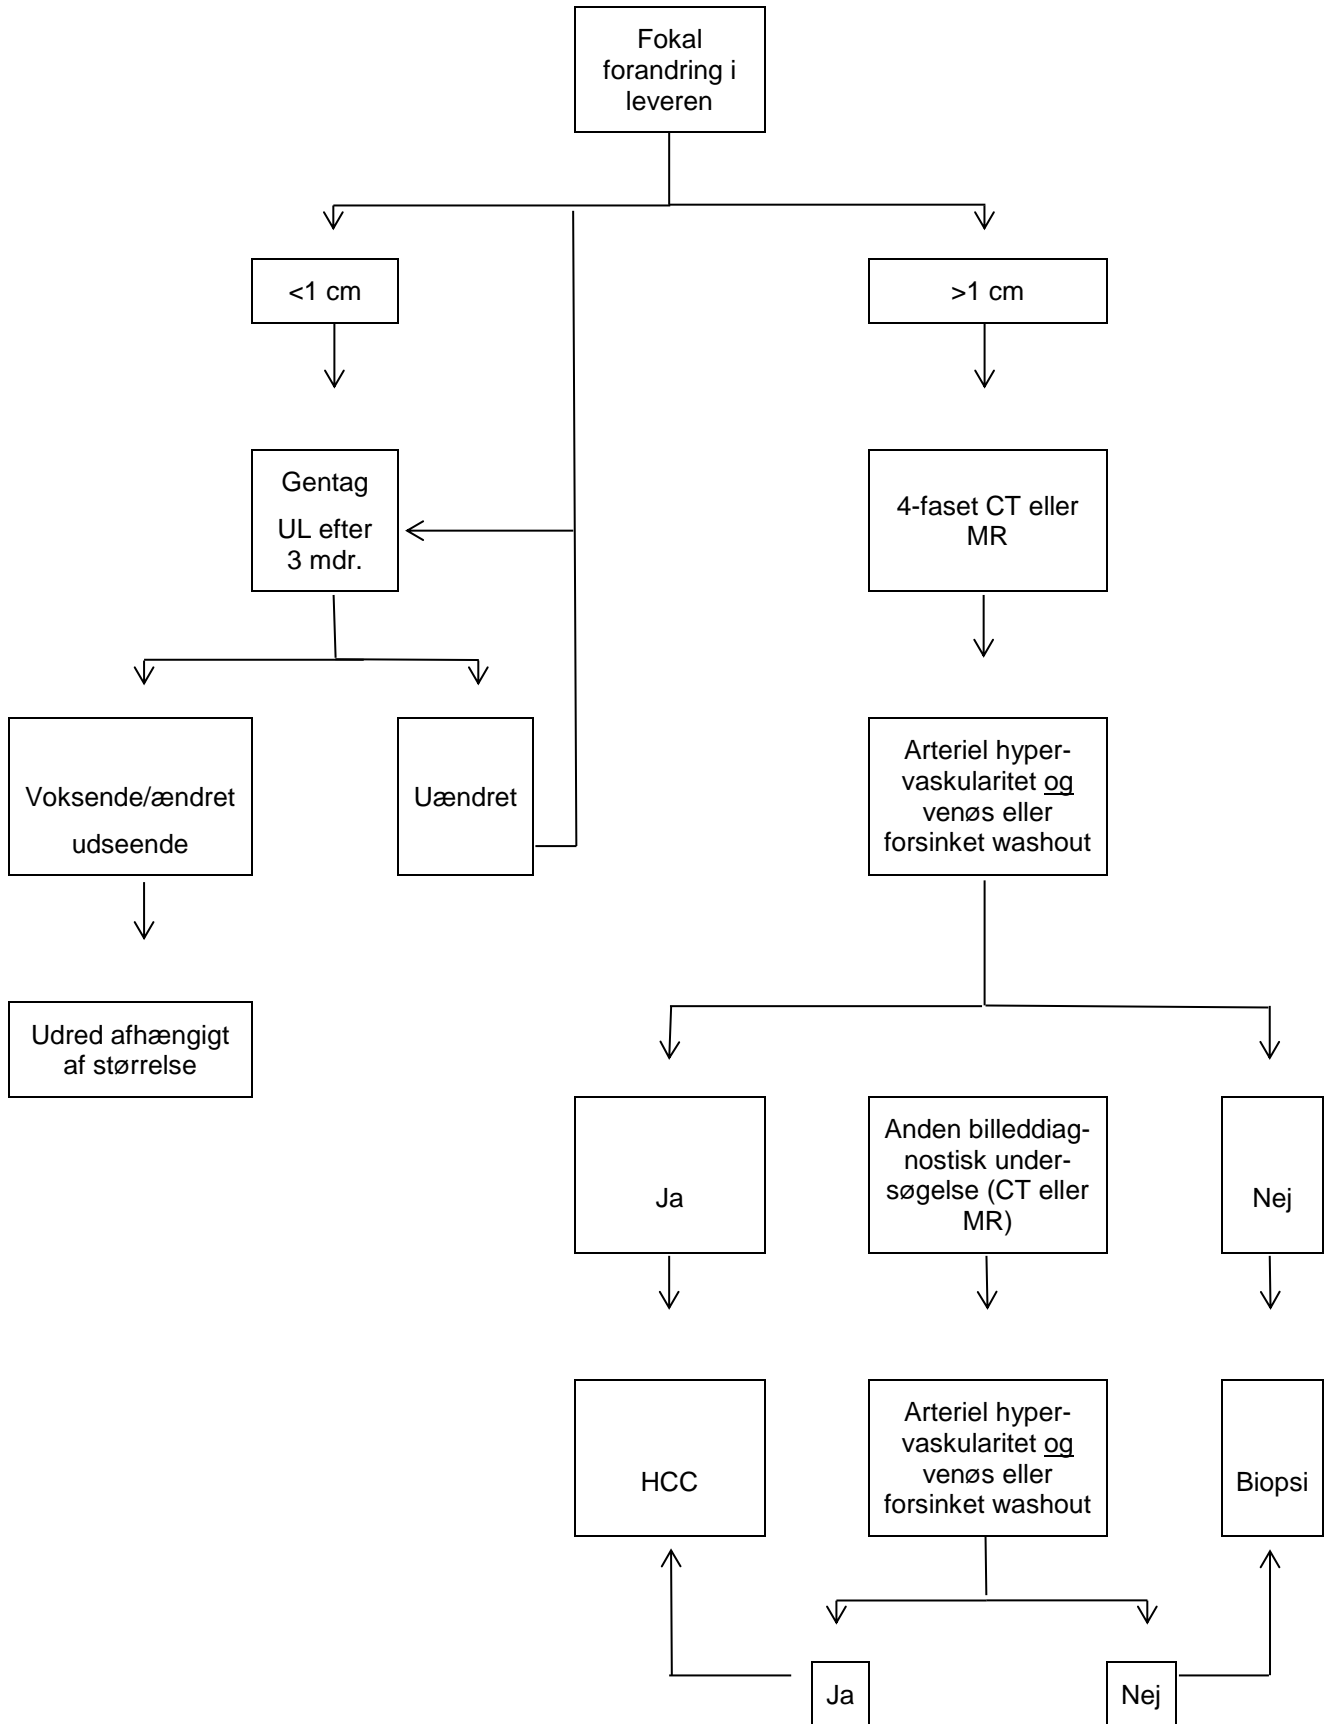 Fokal
forandring i
leveren
<1 cm
>1 cm
Gentag
UL efter
3 mdr.
4-faset CT eller
MR
Voksende/ændret
udseende
Uændret
Arteriel hyper-
vaskularitet og
venøs eller
forsinket washout
Udred afhængigt
af størrelse
Ja
Anden billeddiag-
nostisk under-
søgelse (CT eller
MR)
Nej
HCC
Arteriel hyper-
vaskularitet og
venøs eller
forsinket washout
Biopsi
Ja
Nej